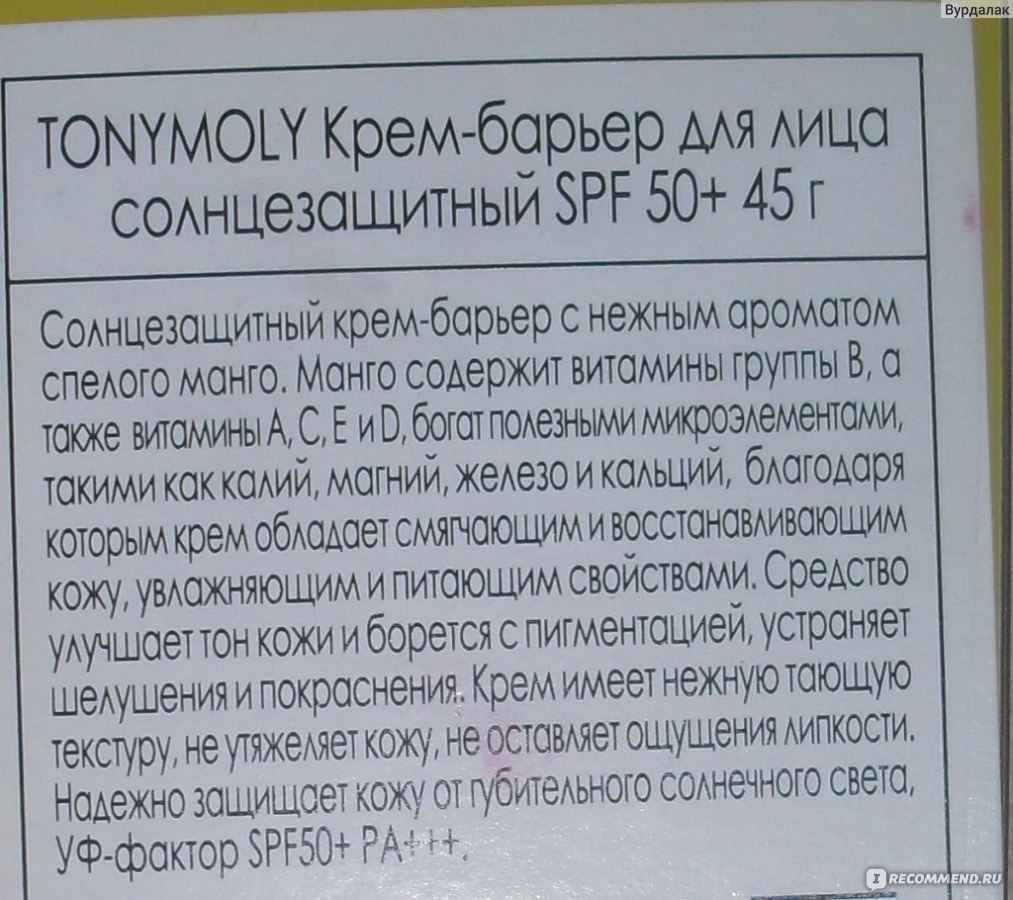 Вурдалак
TONYMOLY Крем-барьер для лица
солнцезащитный SPF 50+ 45 г
Солнцезащитный крем-барьер с нежным ароматом
спелого манго. Манго содержит витамины группы В, а
также витамины А, С, Е и D, богат полезными микроэлементами,
такими как калий, магний, железо и кальций, благодаря
которым крем обладает смягчающим и восстанавливающим
кожу, увлажняющим и питающим свойствами. Средство
улучшает тон кожи и борется с пигментацией, устраняет
шелушения и покраснения. Крем имеет нежную тающую
текстуру, не утяжеляет кожу, не оставляет ощущения липкости.
Надежно защищает кожу от губительного солнечного света,
УФ-фактор SPF50+ PA+++.
IRECOMMEND.RU